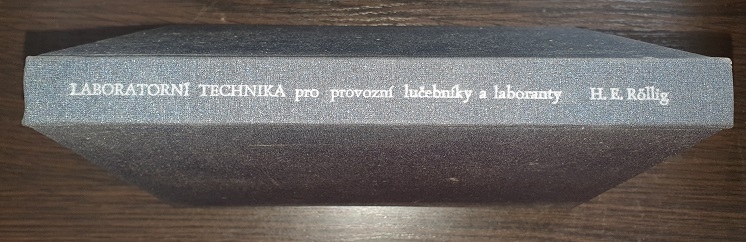 LABORATORNÍ TECHNIKA pro provozní lučebníky a laboranty H. E. Röllig